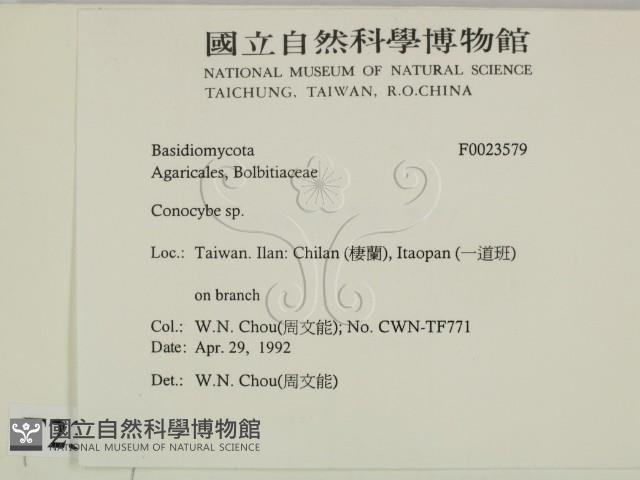 國立自然科學博物館
NATIONAL MUSEUM OF NATURAL SCIENCE
TAICHUNG, TAIWAN, R.O.CHINA
Basidiomycota F0023579
Agaricales, Bolbitiaceae
Conocybe sp.
Loc.: Taiwan. Ilan: Chilan (棲蘭), Itaopan (一道班)
on branch
Col.: W.N. Chou(周文能); No. CWN-TF771
Date: Apr. 29, 1992
Det.: W.N. Chou(周文能)
國立自然科學博物館
NATIONAL MUSEUM OF NATURAL SCIENCE